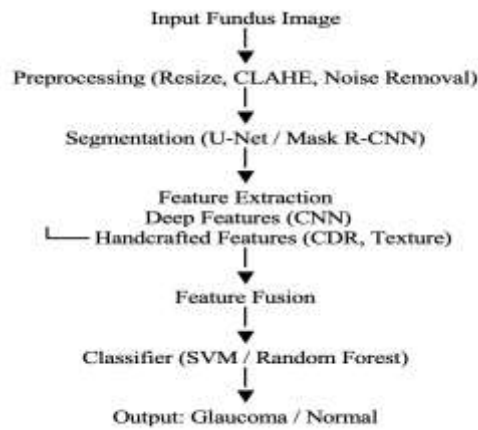 Input Fundus Image
Preprocessing (Resize, CLAHE, Noise Removal)
Segmentation (U-Net / Mask R-CNN)
Feature Extraction
Deep Features (CNN)
Handcrafted Features (CDR, Texture)
Feature Fusion
Classifier (SVM / Random Forest)
Output: Glaucoma / Normal